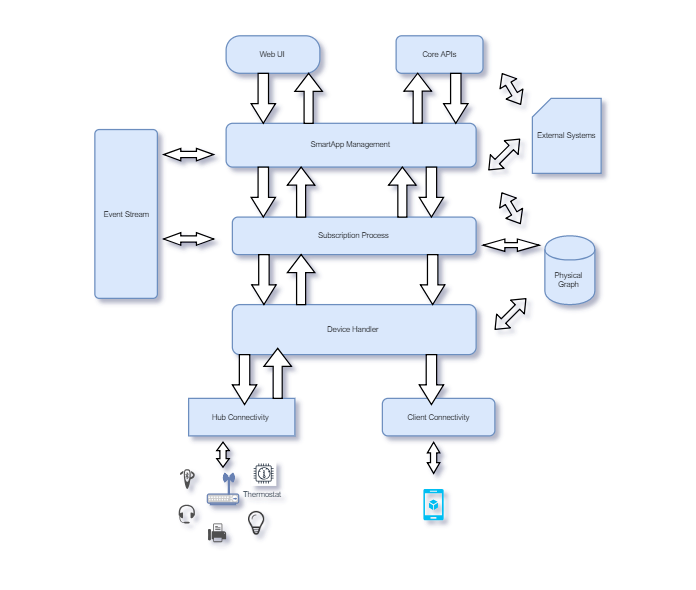 Web UI
Core APIs
External Systems
SmartApp Management
Event Stream
Subscription Process
Physical
Graph
Device Handler
Hub Connectivity
Client Connectivity
Thermostat